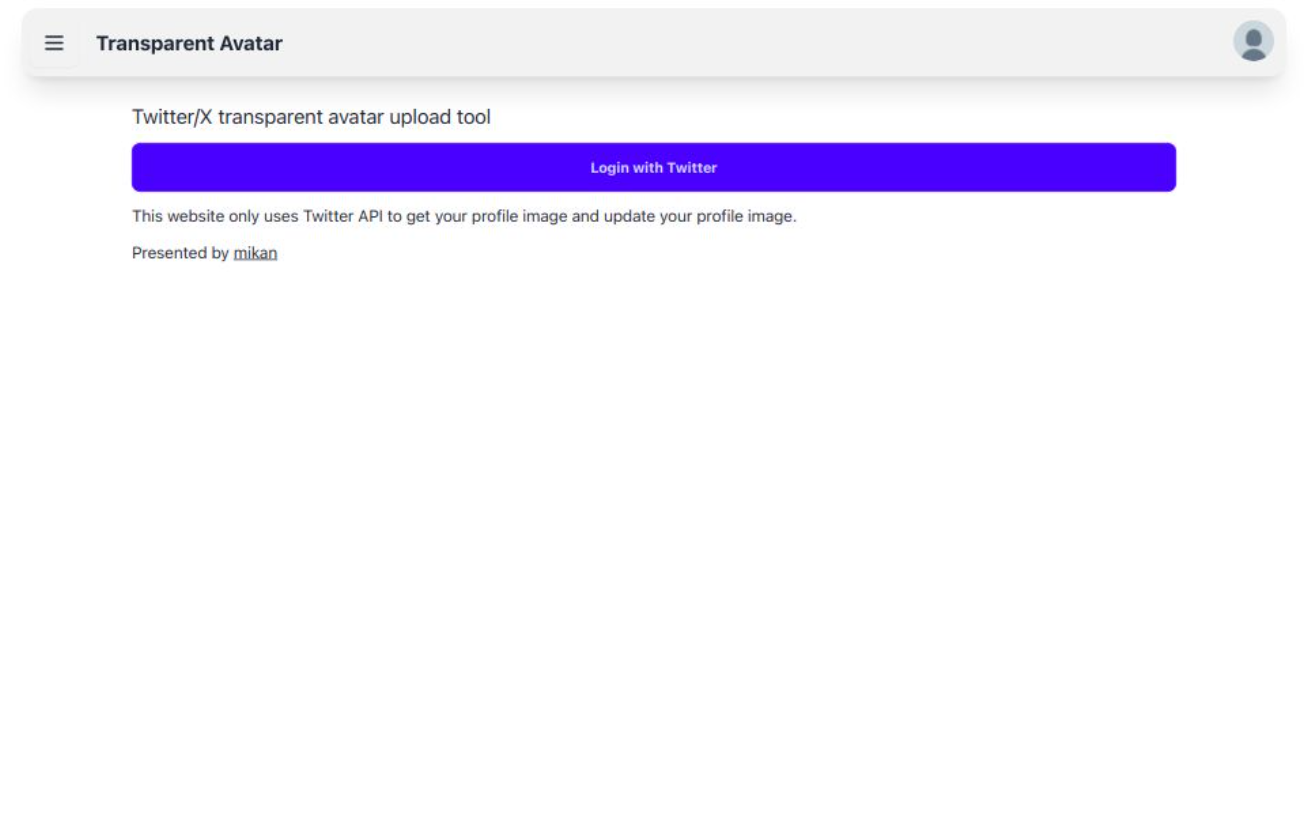 Transparent Avatar
Twitter/X transparent avatar upload tool
Login with Twitter
This website only uses Twitter API to get your profile image and update your profile image.
Presented by mikan